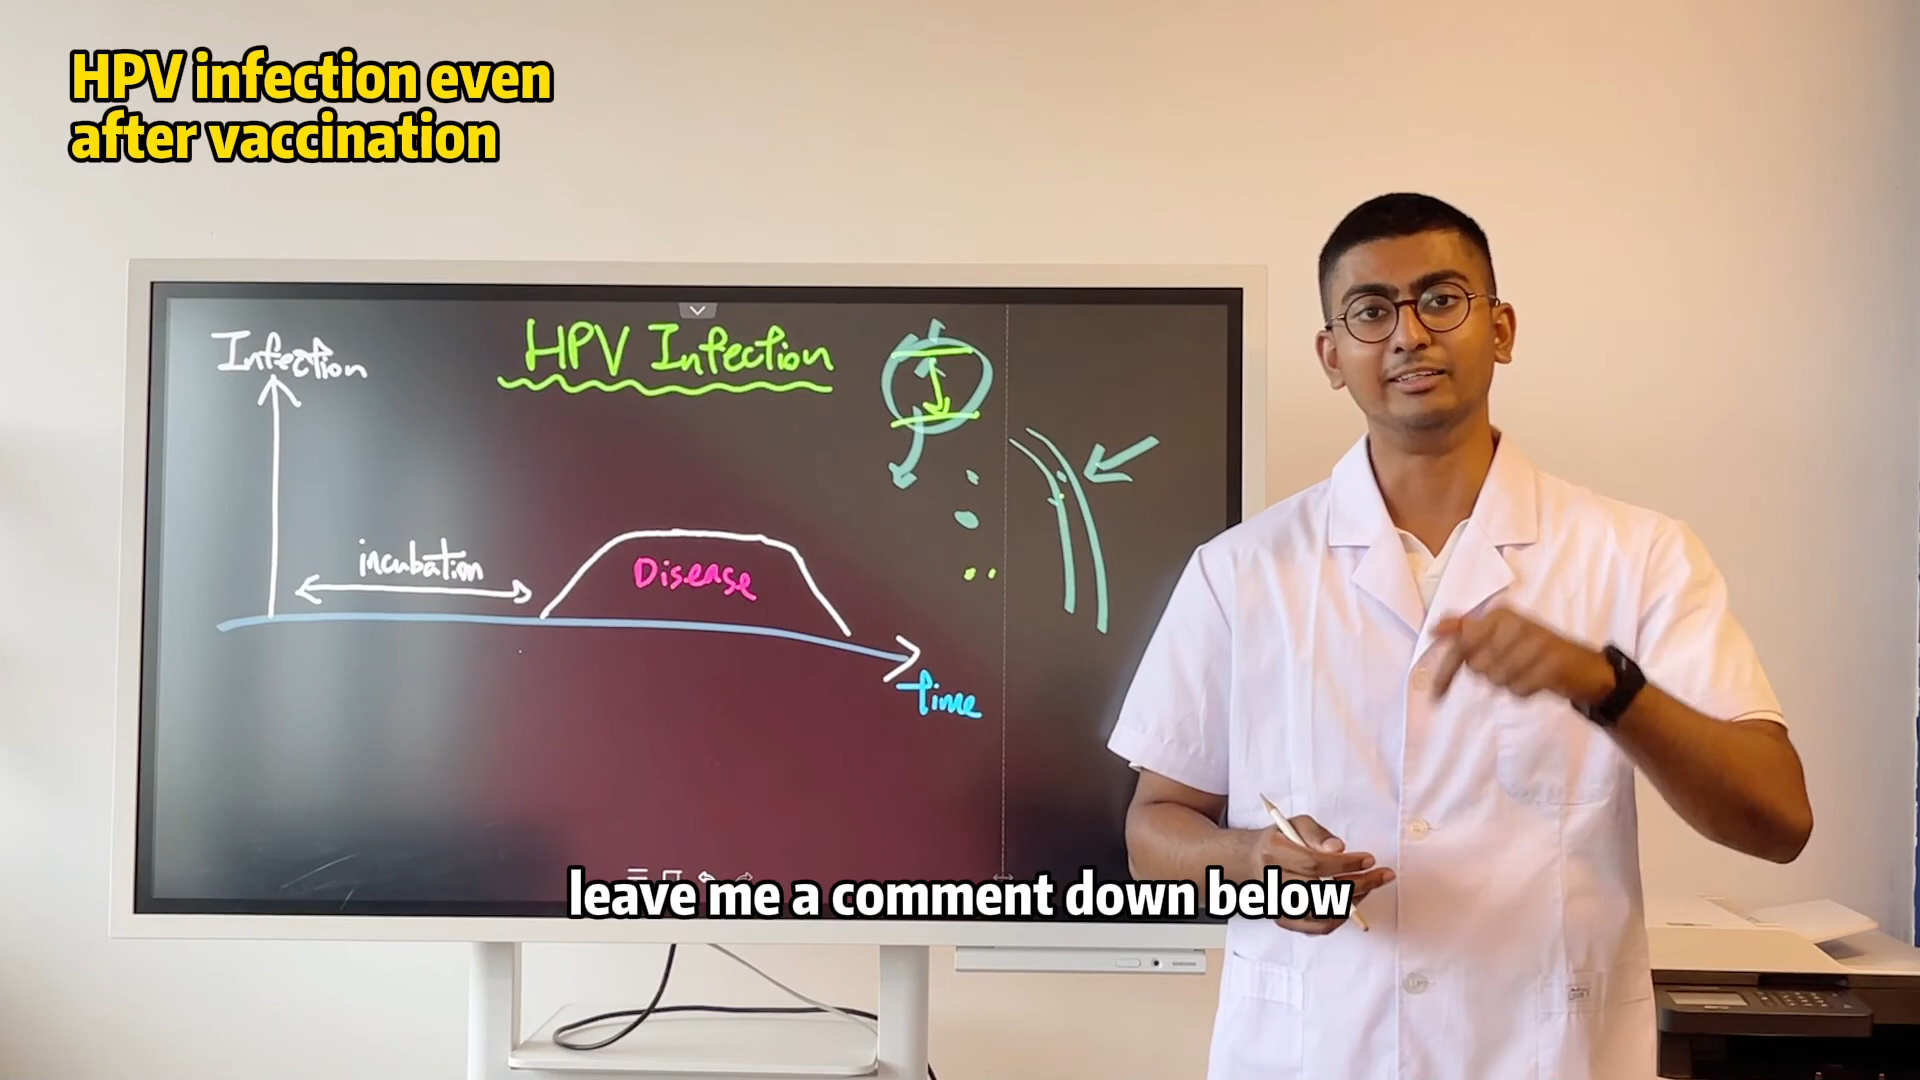 HPV infection even
after vaccination
Infection
HPV Infection
incubation
Disease
time
leave me a comment down below